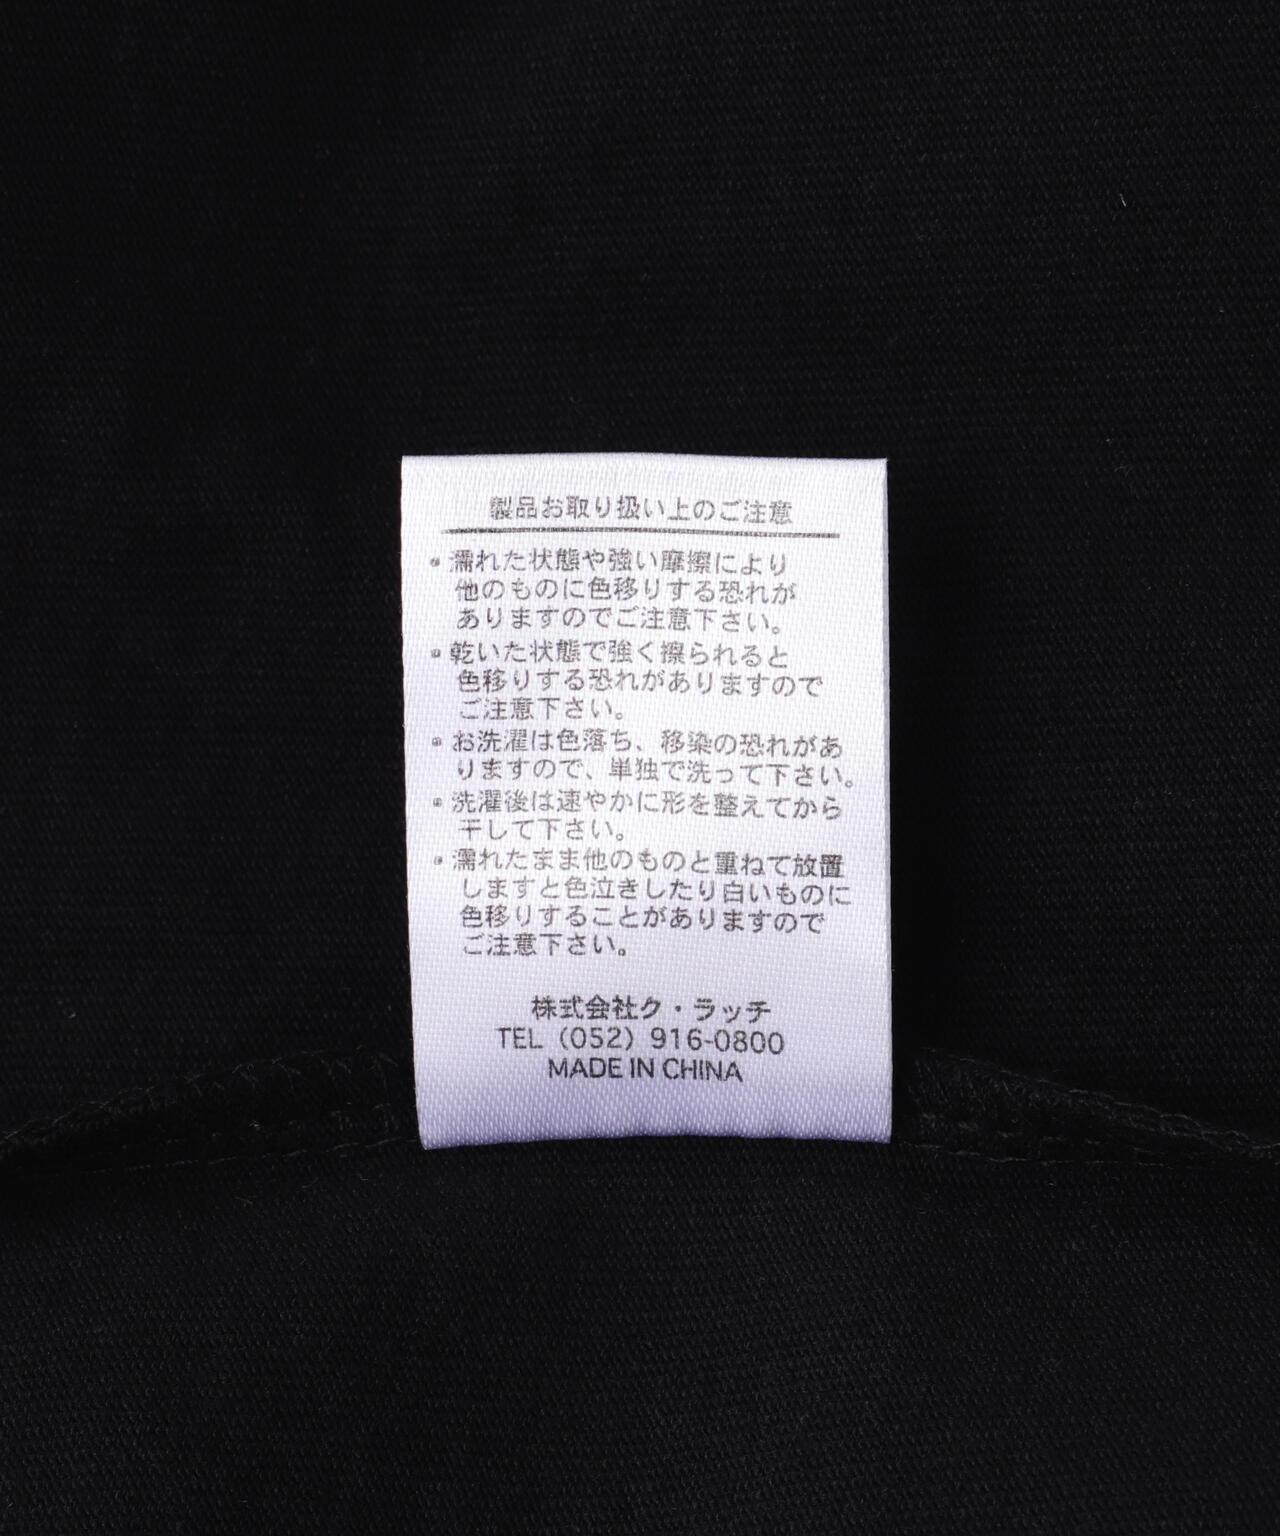 製品お取り扱い上のご注意
・濡れた状態や強い摩擦により
他のものに色移りする恐れが
ありますのでご注意下さい。
・乾いた状態で強く擦られると
色移りする恐れがありますので
ご注意下さい。
・お洗濯は色落ち、移染の恐れがあ
りますので、単独で洗って下さい。
・洗濯後は速やかに形を整えてから
干して下さい。
・濡れたまま他のものと重ねて放置
しますと色泣きしたり白いものに
色移りすることがありますので
ご注意下さい。
株式会社ク・ラッチ
TEL（052）916-0800
MADE IN CHINA